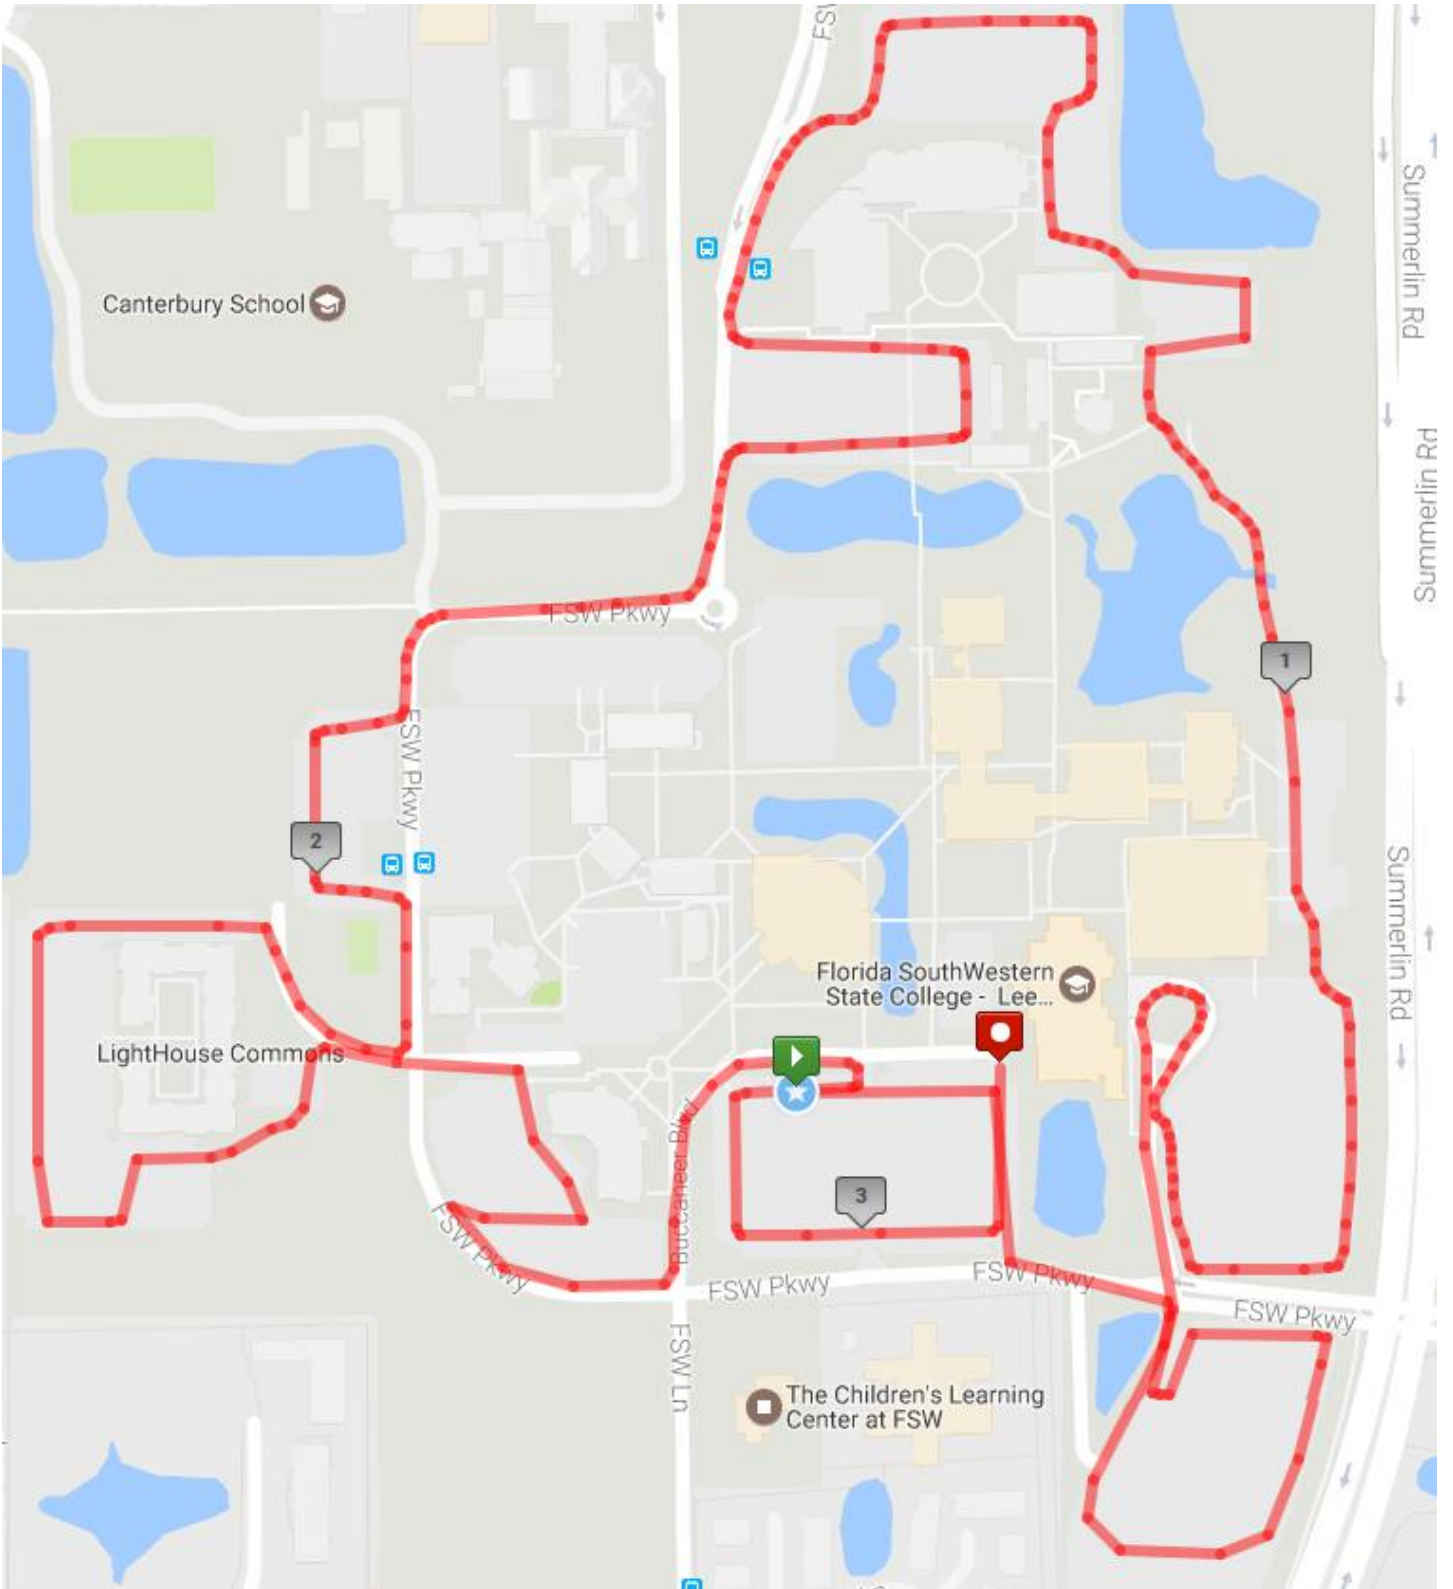 FSW
Summerlin Rd
Canterbury School
Summerlin Rd
FSW Pkwy
1
FSW Pkwy
2
Summerlin Rd
Florida SouthWestern
State College - Lee...
LightHouse Commons
Buccaneer Blvd
3
FSW Pkwy
FSW Pkwy
FSW Pkwy
FSW Pkwy
FSW Ln
The Children's Learning
Center at FSW